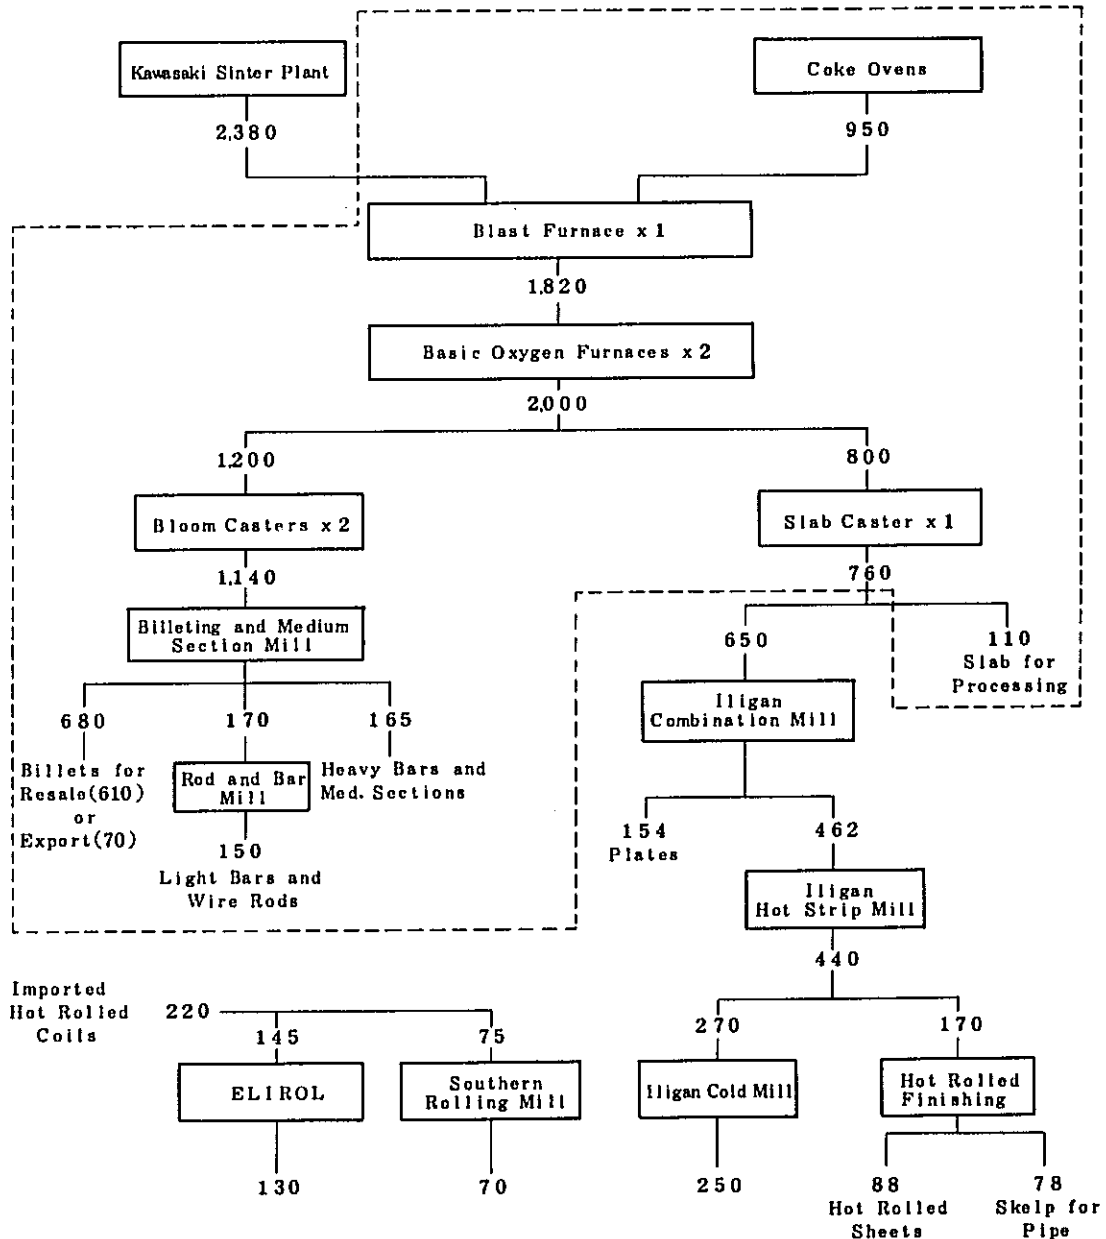 Kawasaki Sinter Plant
Coke Ovens
2,380
950
Blast Furnace x 1
1,820
Basic Oxygen Furnaces x 2
2,000
1,200
800
Bloom Casters x 2
Slab Caster x 1
1,140
760
Billeting and Medium
Section Mill
650
110
Slab for
Processing
680
170
165
Iligan
Combination Mill
Billets for
Resale(610)
or
Export(70)
Rod and Bar
Mill
Heavy Bars and
Med. Sections
150
Light Bars and
Wire Rods
154
Plates
462
Iligan
Hot Strip Mill
440
Imported
Hot Rolled
Coils
220
145
75
270
170
ELIROL
Southern
Rolling Mill
Iligan Cold Mill
Hot Rolled
Finishing
130
70
250
88
Hot Rolled
Sheets
78
Skelp for
Pipe